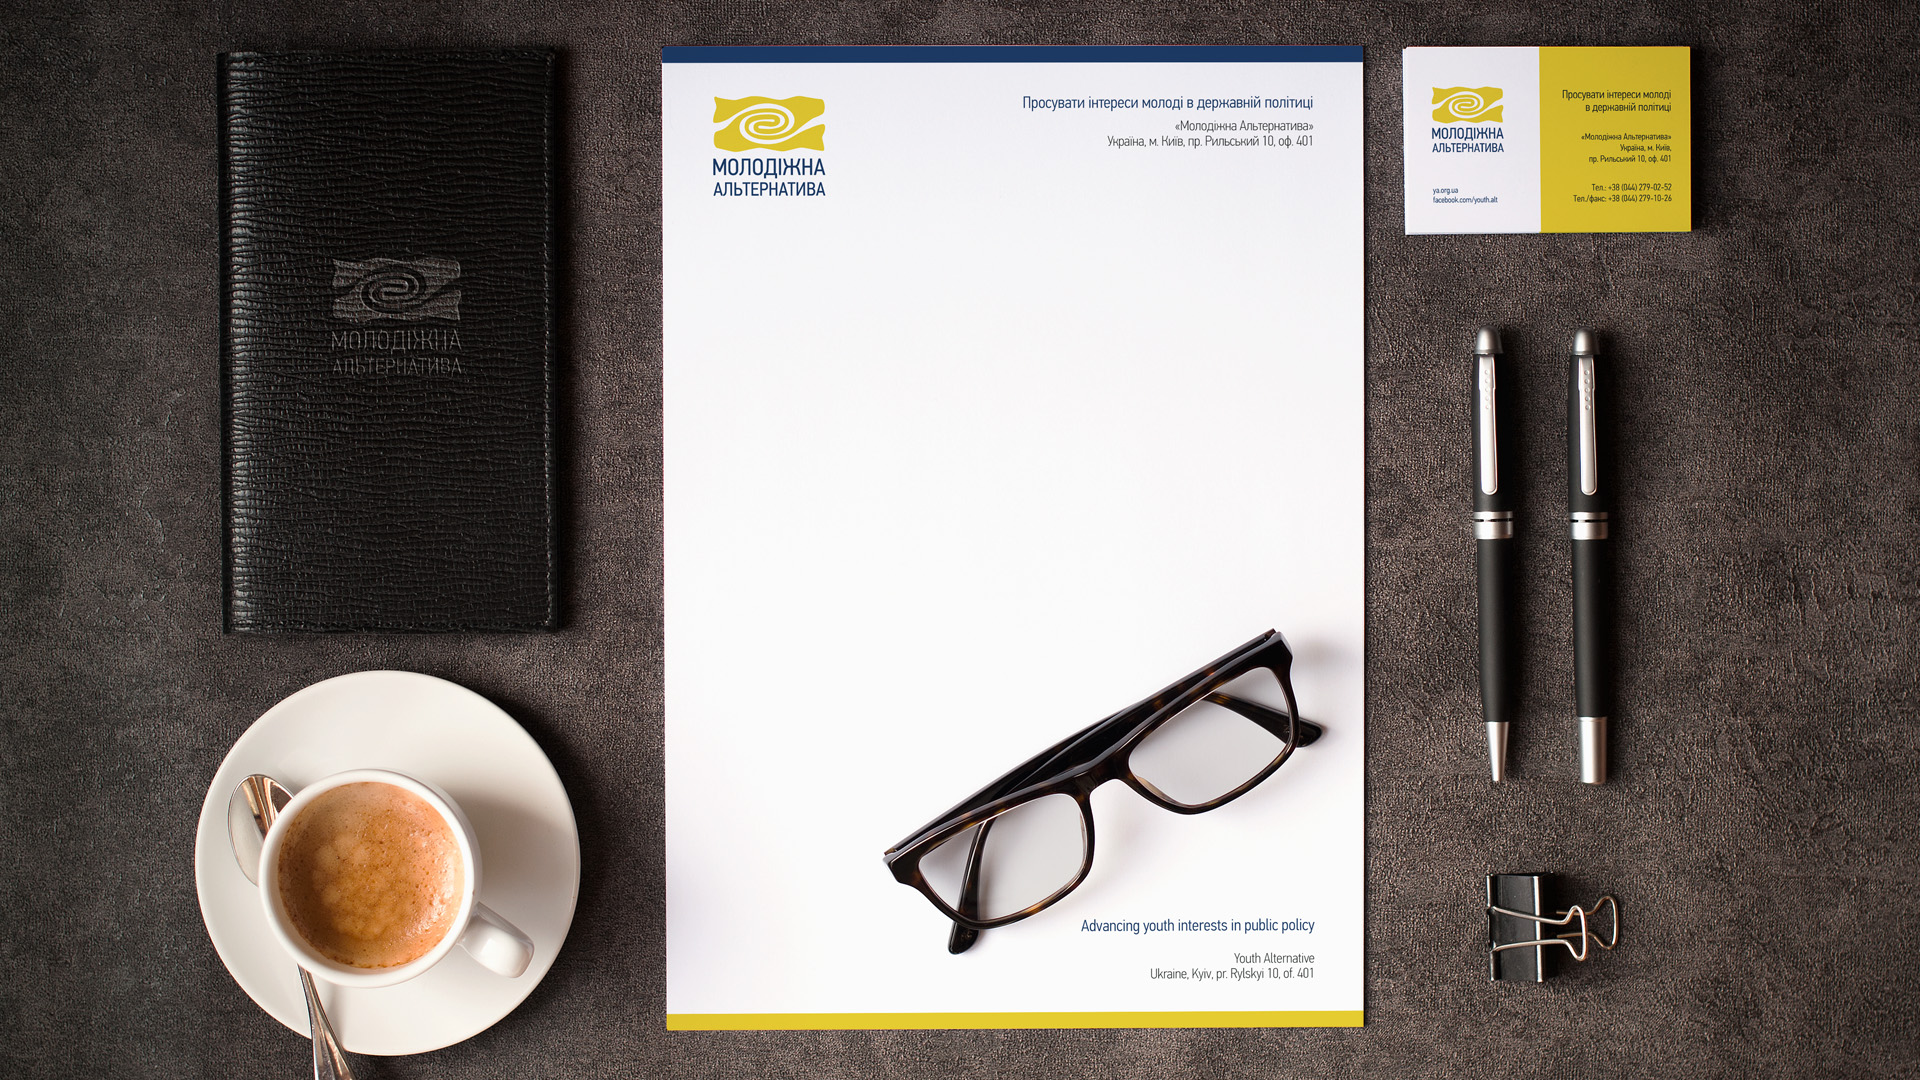 МОЛОДІЖНА
АЛЬТЕРНАТИВА
МОЛОДІЖНА
АЛЬТЕРНАТИВА
Просувати інтереси молоді в державній політиці
«Молодіжна Альтернатива»
Україна, м. Київ, пр. Рильський 10, оф. 401
Advancing youth interests in public policy
Youth Alternative
Ukraine, Kyiv, pr. Rylskyi 10, of. 401
МОЛОДІЖНА
АЛЬТЕРНАТИВА
ya.org.ua
facebook.com/youth.alt
Просувати інтереси молоді
в державній політиці
«Молодіжна Альтернатива»
Україна, м. Київ,
пр. Рильський 10, оф. 401
Тел.: +38 (044) 279-02-52
Тел./факс: +38 (044) 279-10-26